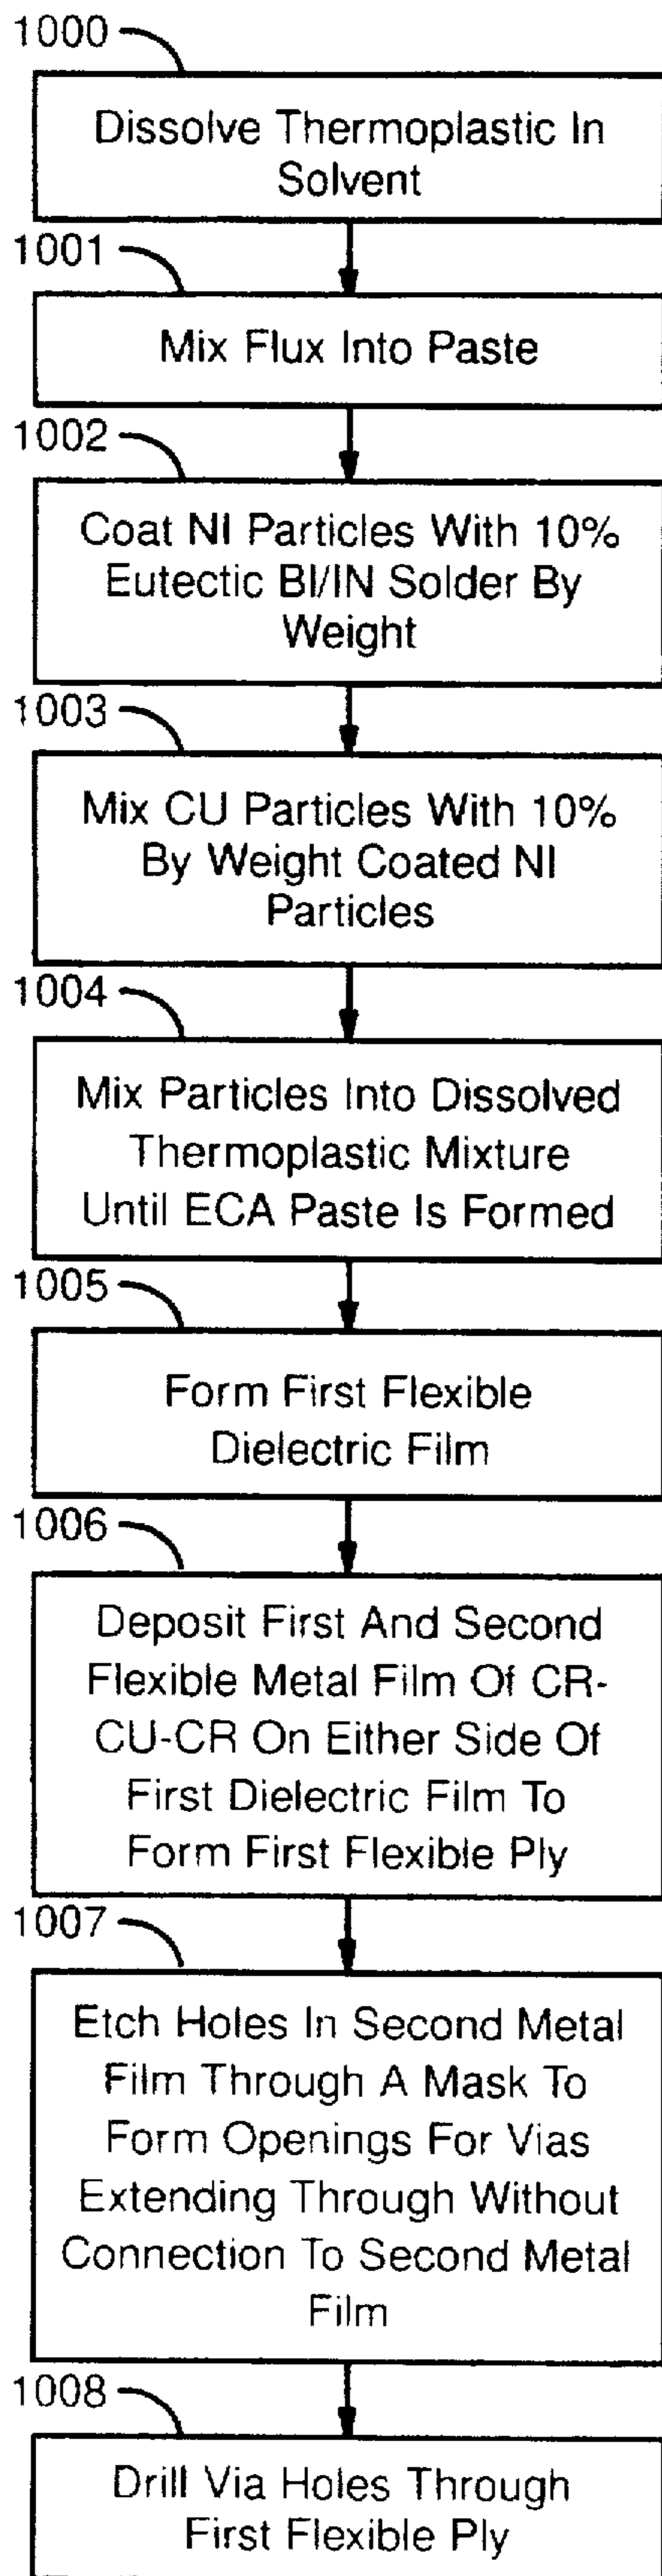 1000
Dissolve Thermoplastic In
Solvent
1001
Mix Flux Into Paste
1002
Coat NI Particles With 10%
Eutectic BI/IN Solder By
Weight
1003
Mix CU Particles With 10%
By Weight Coated NI
Particles
1004
Mix Particles Into Dissolved
Thermoplastic Mixture
Until ECA Paste Is Formed
1005
Form First Flexible
Dielectric Film
1006
Deposit First And Second
Flexible Metal Film Of CR-
CU-CR On Either Side Of
First Dielectric Film To
Form First Flexible Ply
1007
Etch Holes In Second Metal
Film Through A Mask To
Form Openings For Vias
Extending Through Without
Connection To Second Metal
Film
1008
Drill Via Holes Through
First Flexible Ply